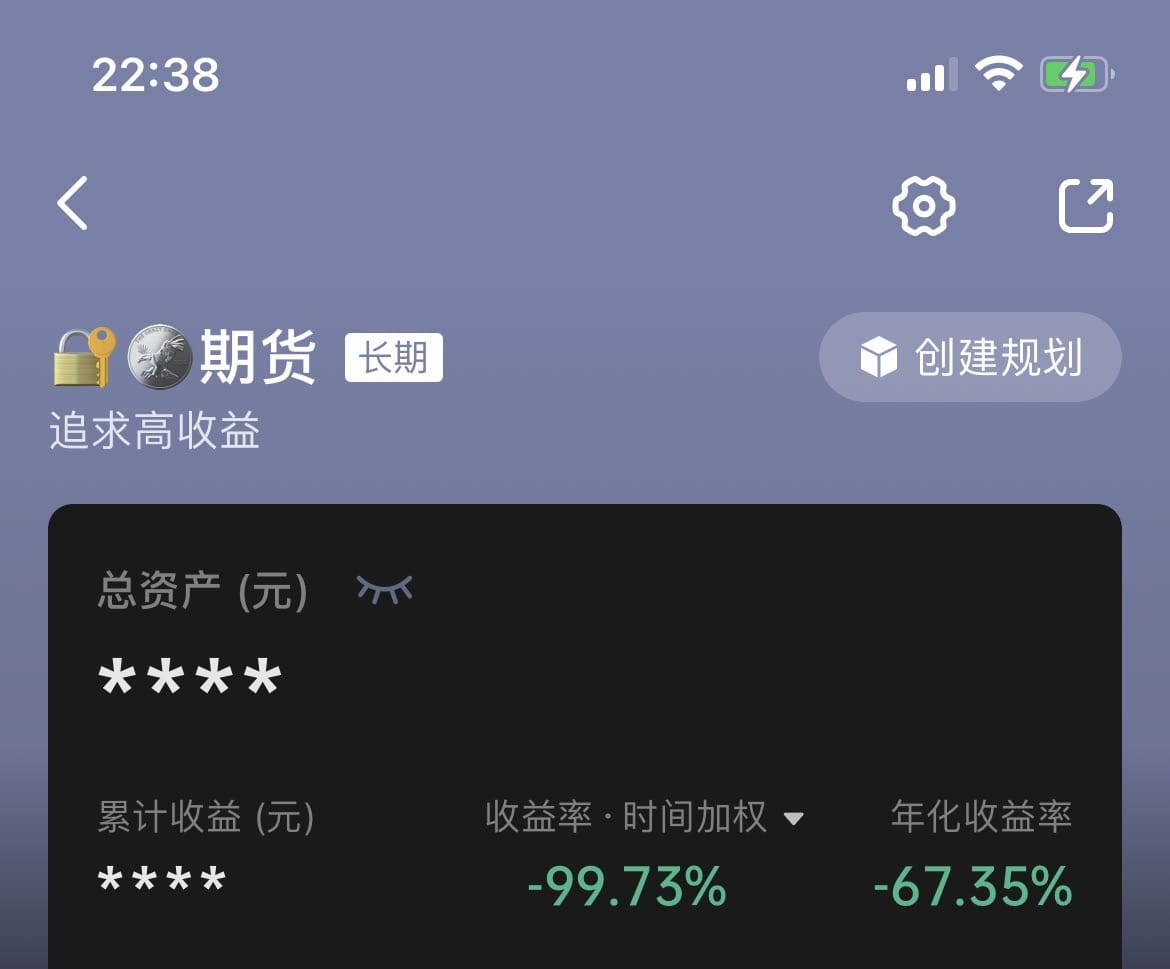 22:38
期货 长期
创建规划
追求高收益
总资产 (元)
****
累计收益 (元) 收益率·时间加权 年化收益率
**** -99.73% -67.35%